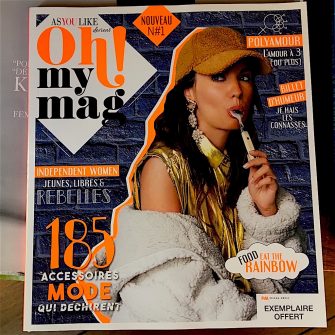 AS YOU LIKE
devient
Oh!
my
mag
NOUVEAU
N#1
POLYAMOUR
L'AMOUR À 3
(OU PLUS)
BILLET
D'HUMEUR
JE HAIS
LES
CONNASSES
INDEPENDENT WOMEN
JEUNES, LIBRES &
REBELLES
185
ACCESSOIRES
MODE
QUI DÉCHIRENT
FOOD EAT THE
RAINBOW
EXEMPLAIRE
OFFERT